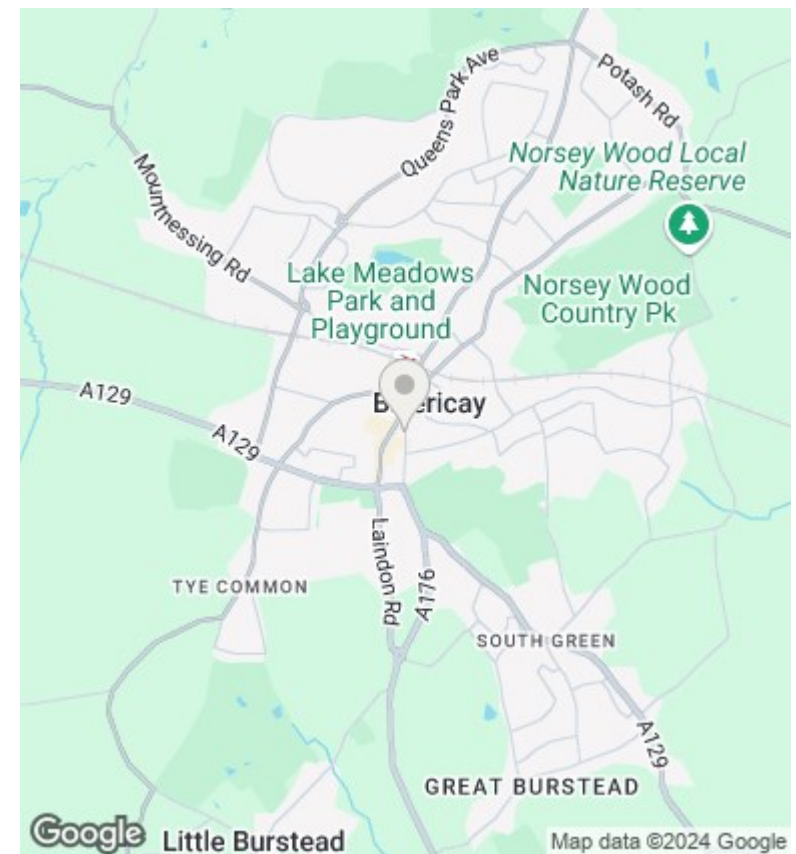 Queens Park Ave
Potash Rd
Norsey Wood Local
Nature Reserve
Mountnessing Rd
Lake Meadows
Park and
Playground
Norsey Wood
Country Pk
A129
B ericay
A129
Laindon Rd
A176
TYE COMMON
SOUTH GREEN
A129
GREAT BURSTEAD
Google
Little Burstead
Map data ©2024 Google